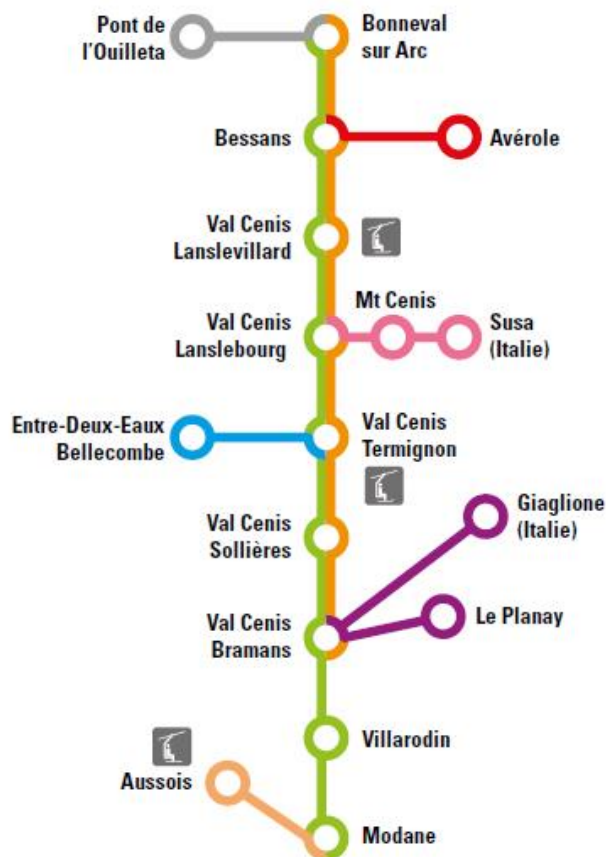 Pont de
l'Ouilleta
Bonneval
sur Arc
Bessans
Avérole
Val Cenis
Lanslevillard
Mt Cenis
Val Cenis
Lanslebourg
Susa
(Italie)
Entre-Deux-Eaux
Bellecombe
Val Cenis
Termignon
Giaglione
(Italie)
Val Cenis
Sollières
Le Planay
Val Cenis
Bramans
Villarodin
Aussois
Modane